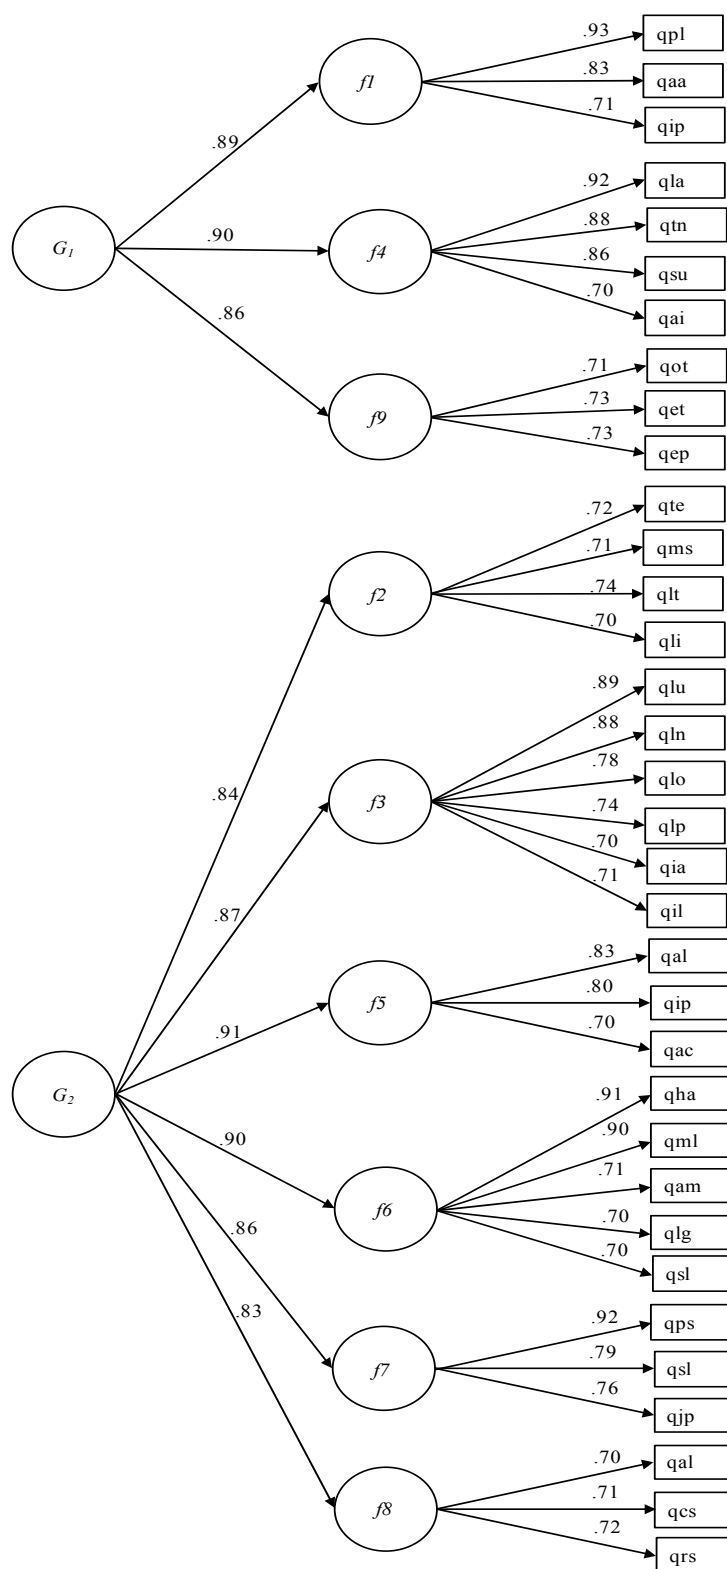 .93
qpl
f1
.83
qaa
.71
qip
.89
.92
qla
.88
qtn
G1
.90
f4
.86
qsu
.70
qai
.86
.71
qot
f9
.73
qet
.73
qep
.72
qte
.71
qms
f2
.74
qlt
.70
qli
.89
qlu
.88
qln
.84
f3
.78
qlo
.74
qlp
.70
qia
.71
qil
.87
.83
qal
f5
.80
qip
.91
.70
qac
G2
.91
qha
.90
.90
qml
.71
qam
f6
.70
qlg
.86
.70
qsl
.83
.92
qps
f7
.79
qsl
.76
qjp
.70
qal
f8
.71
qcs
.72
qrs